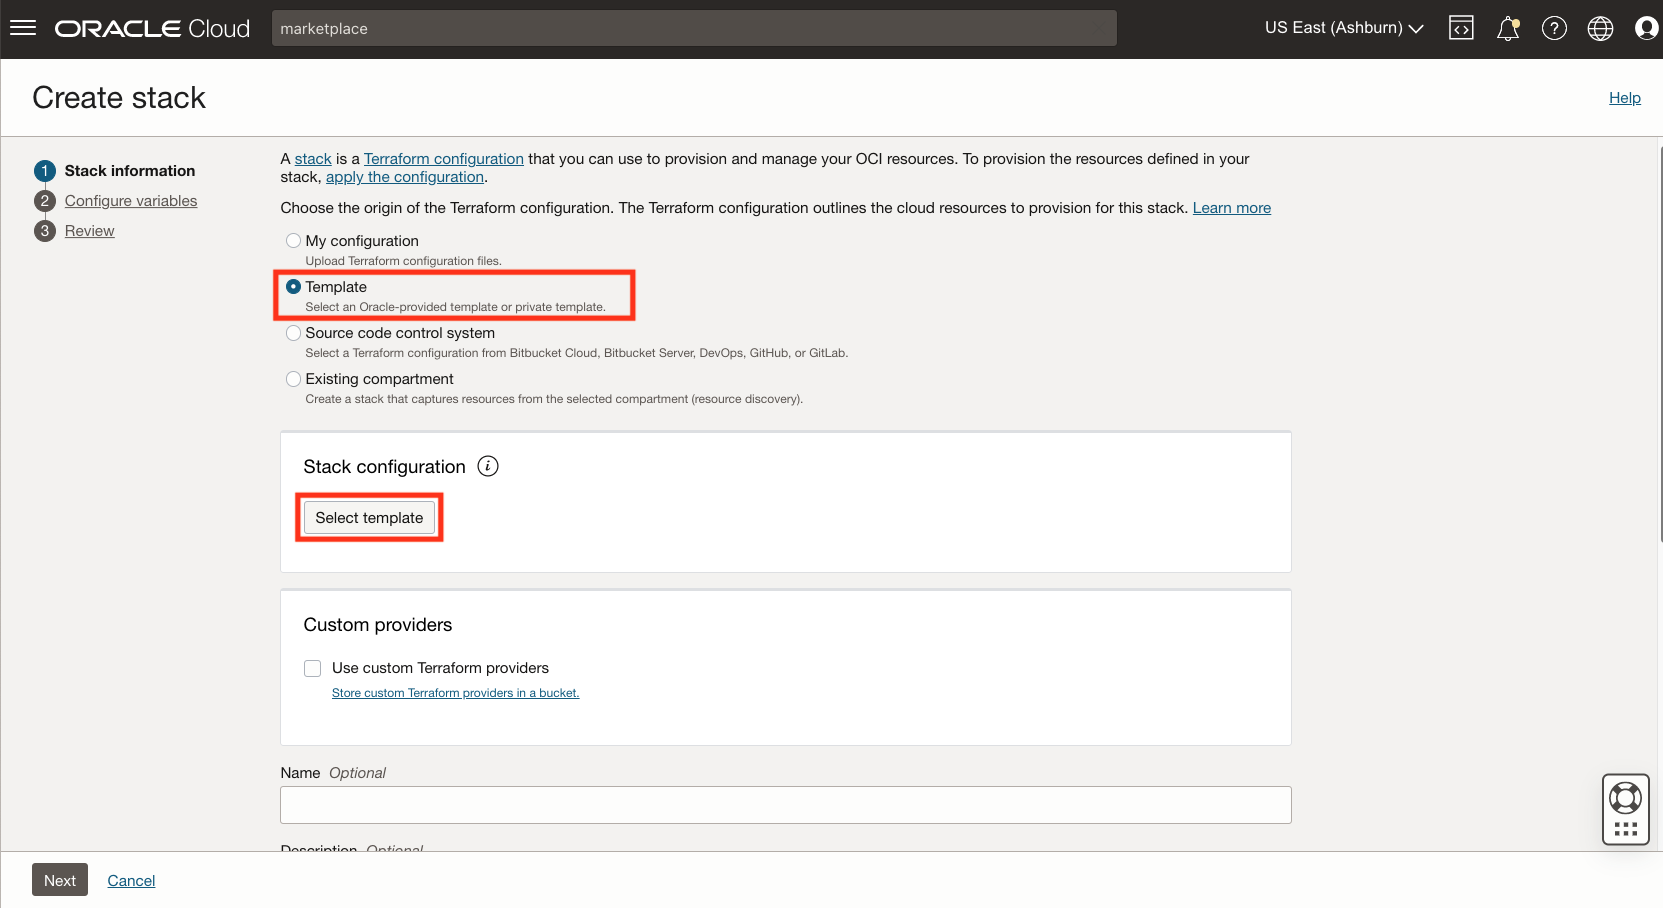 ORACLE Cloud
marketplace
US East (Ashburn)
Create stack
Help
1 Stack information
2 Configure variables
3 Review
A stack is a Terraform configuration that you can use to provision and manage your OCI resources. To provision the resources defined in your
stack, apply the configuration.
Choose the origin of the Terraform configuration. The Terraform configuration outlines the cloud resources to provision for this stack. Learn more
My configuration
Upload Terraform configuration files.
Template
Select an Oracle-provided template or private template.
Source code control system
Select a Terraform configuration from Bitbucket Cloud, Bitbucket Server, DevOps, GitHub, or GitLab.
Existing compartment
Create a stack that captures resources from the selected compartment (resource discovery).
Stack configuration i
Select template
Custom providers
Use custom Terraform providers
Store custom Terraform providers in a bucket.
Name Optional
Description Optional
Next Cancel